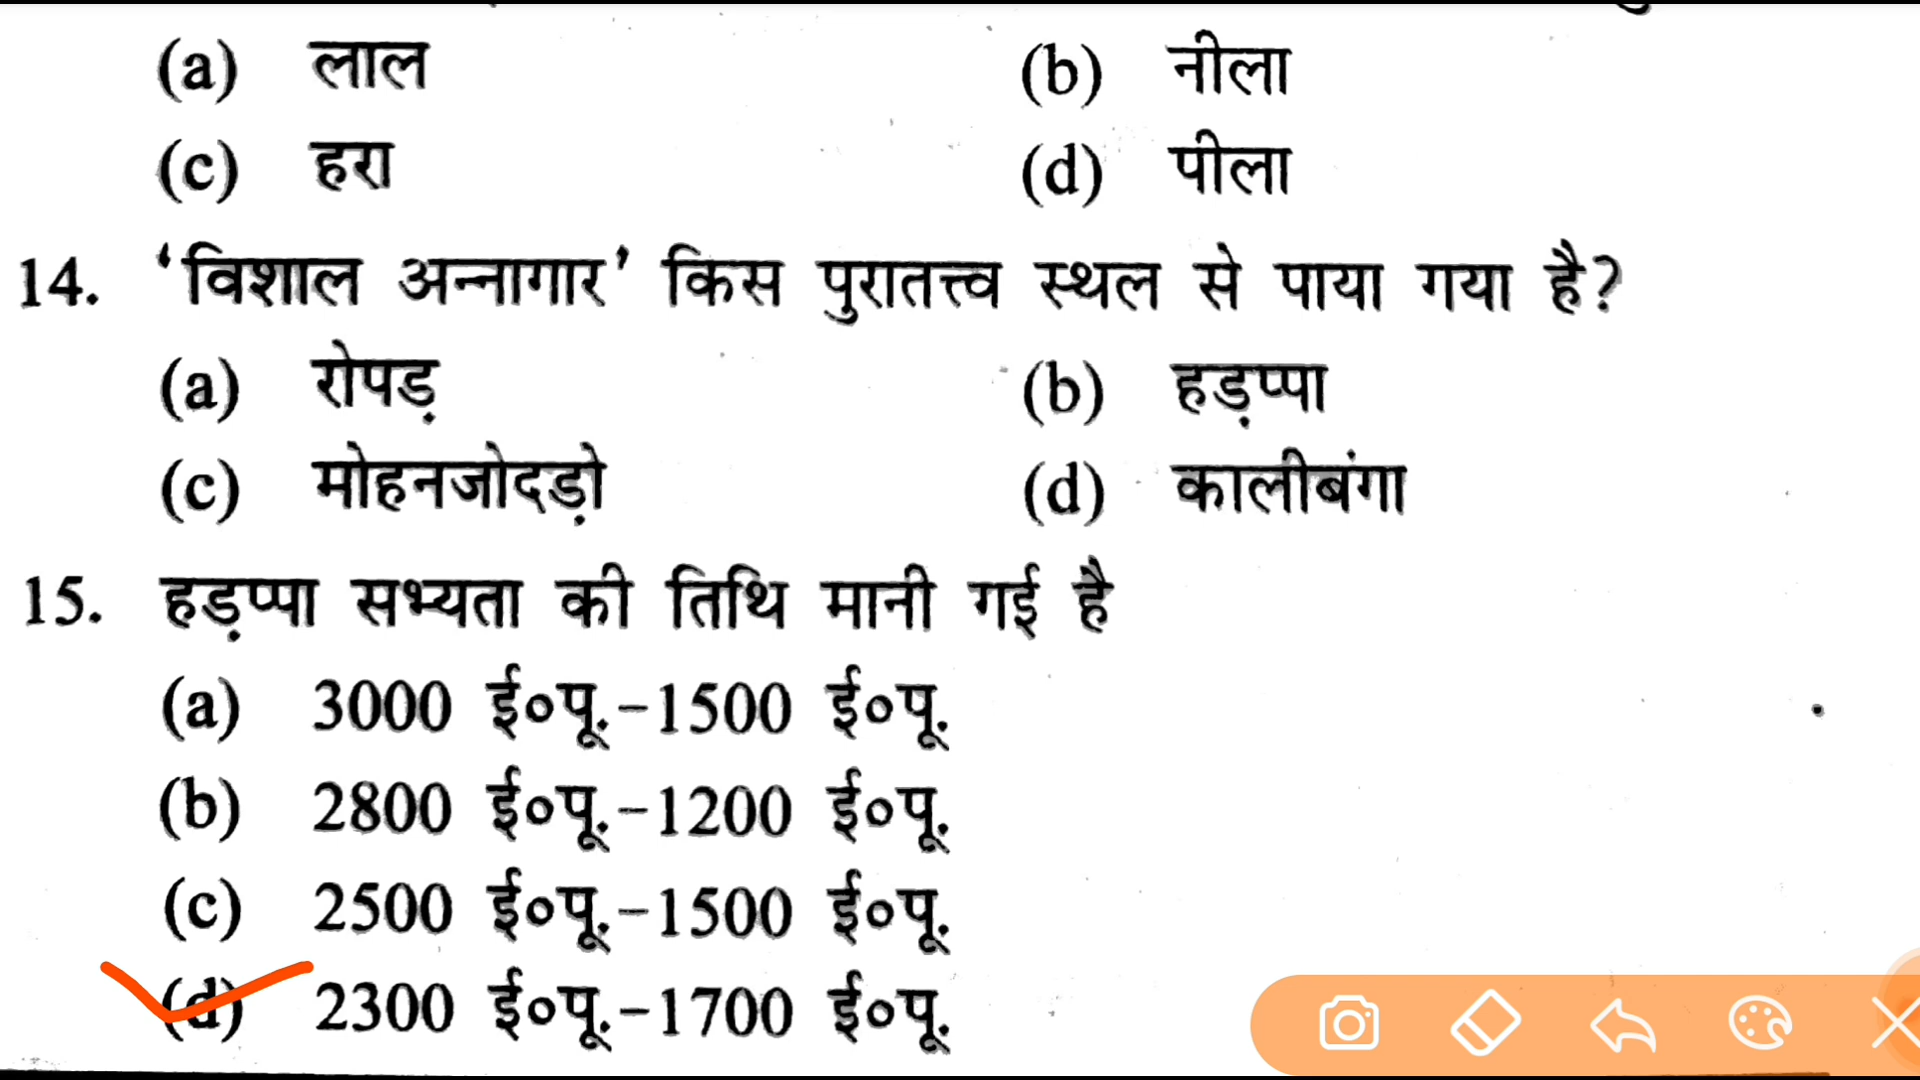 (a) लाल (b) नीला
(c) हरा (d) पीला
14. ‘विशाल अन्नागार’ किस पुरातत्त्व स्थल से पाया गया है?
(a) रोपड़ (b) हड़प्पा
(c) मोहनजोदड़ो (d) कालीबंगा
15. हड़प्पा सभ्यता की तिथि मानी गई है
(a) 3000 ई०पू.-1500 ई०पू.
(b) 2800 ई०पू.-1200 ई०पू.
(c) 2500 ई०पू.-1500 ई०पू.
(d) 2300 ई०पू.-1700 ई०पू.